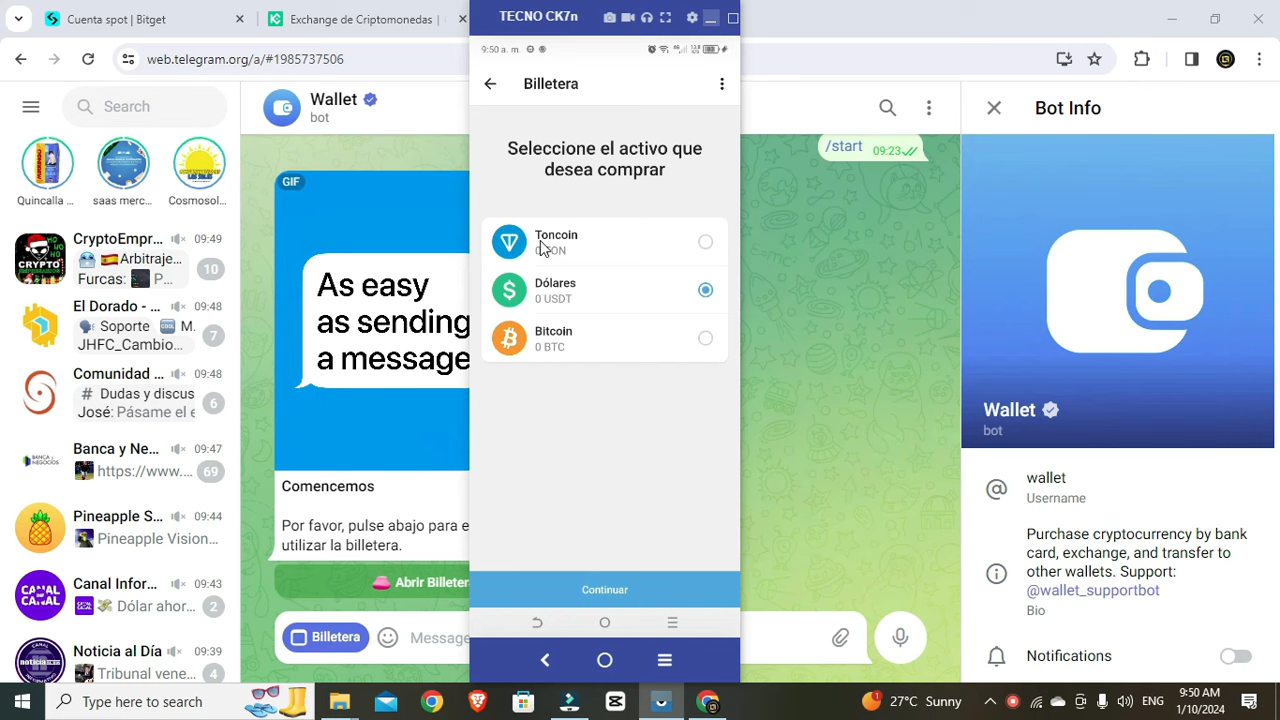 Cuenta spot | Bitget
Exchange de Criptomonedas |
web.telegram.org/a/#1985737506
Search
Quincalla ...
saas merc...
Cosmosol...
CryptoEmpr...
09:49
Arbitraje...
Furcas:
P...
10
El Dorado - ...
09:48
Soporte
M.
JHFC_Cambio...
7
Comunidad ...
09:48
# Dudas y discus
José: Pásame el e
6
Banca y Ne...
09:47
https://www...
69
Pineapple S...
09:44
Pineapple Vision...
Canal Infor...
09:43
Dólar ahor...
2
Noticia al Día
09:39
Tribunal vene...
4
Wallet
bot
/start 09:23
GIF
As easy
as sending
a message
Comencemos
Por favor, pulse abajo para e
utilizar la billetera.
Abrir Billeter
Billetera
Message
TECNO CK7n
9:50 a. m.
Billetera
Seleccione el activo que
desea comprar
Toncoin
0 TON
Dólares
0 USDT
Bitcoin
0 BTC
Continuar
Bot Info
Wallet
bot
wallet
Username
Purchase cryptocurrency by bank
card, exchange, and transfer to
other wallets. Support:
@wallet_supportbot
Bio
Notifications
Type here to search
1
27°C Sunny
ENG
9:50 AM
1/10/2024